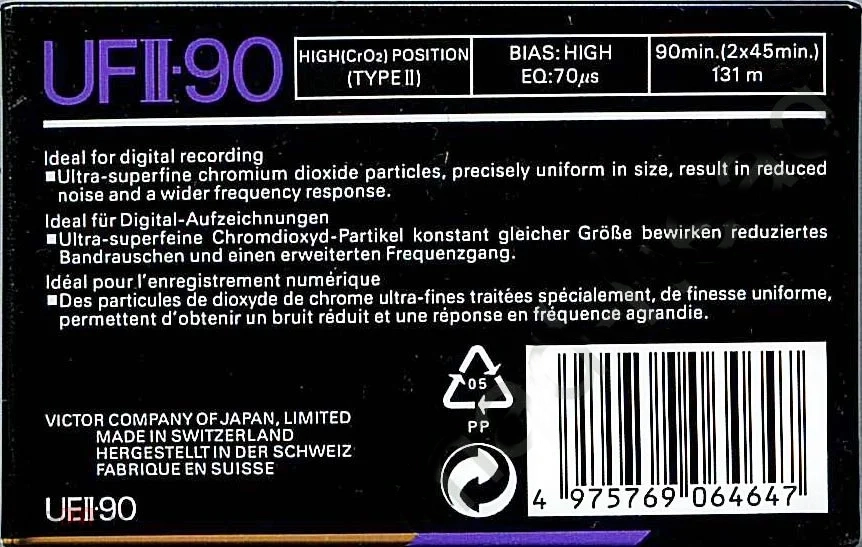 UFII·90
HIGH(CrO2) POSITION
(TYPE II)
BIAS: HIGH
EQ:70µs
90min.(2x45min.)
131 m
Ideal for digital recording
■Ultra-superfine chromium dioxide particles, precisely uniform in size, result in reduced
noise and a wider frequency response.
Ideal für Digital-Aufzeichnungen
■Ultra-superfeine Chromdioxyd-Partikel konstant gleicher Größe bewirken reduziertes
Bandrauschen und einen erweiterten Frequenzgang.
Idéal pour l'enregistrement numérique
■Des particules de dioxyde de chrome ultra-fines traitées spécialement, de finesse uniforme,
permettent d'obtenir un bruit réduit et une réponse en fréquence agrandie.
05
PP
VICTOR COMPANY OF JAPAN, LIMITED
MADE IN SWITZERLAND
HERGESTELLT IN DER SCHWEIZ
FABRIQUE EN SUISSE
UFII·90
4 975769 064647